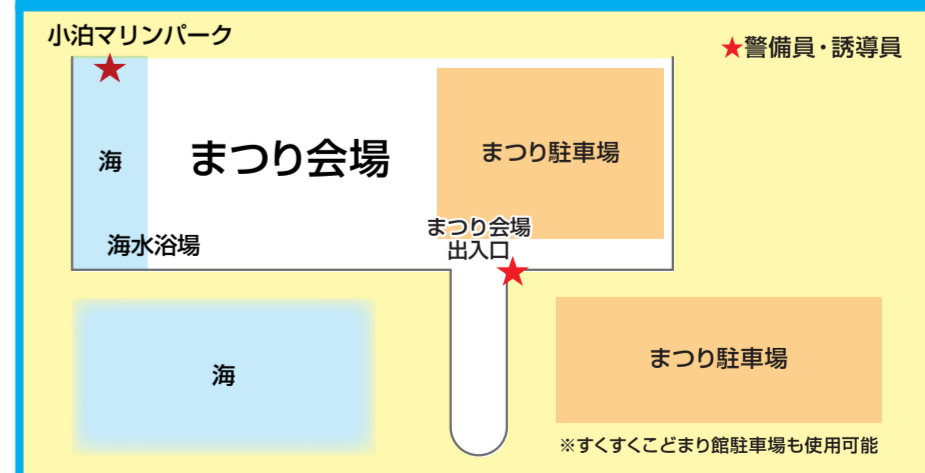 小泊マリンパーク
★警備員・誘導員
海
まつり会場
まつり駐車場
海水浴場
まつり会場
出入口
海
まつり駐車場
※すくすくこどまり館駐車場も使用可能